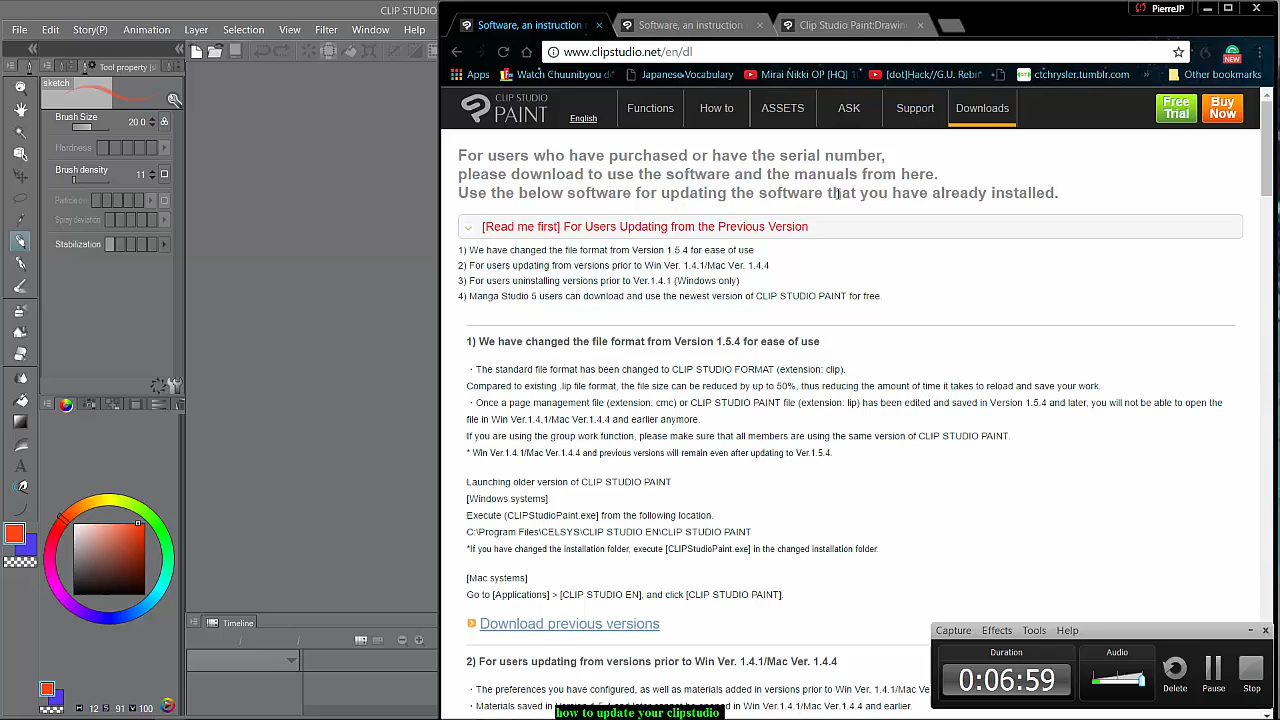 CLIP STUDIO
File Edit Story(P) Animation Layer Selection View Filter Window Help
Tool property [s
sketch
Brush Size 20.0
Hardness
Brush density 11
Particle
Spray deviation
Stabilization
Timeline
12 S 91 V 100
PierreJP
Software, an instruction
Software, an instruction
Clip Studio Paint:Drawin
www.clipstudio.net/en/dl
Apps
Watch Chuunibyou de
Japanese Vocabulary
Mirai Nikki OP [HQ]
[dot]Hack//G.U. Rebir
ctchrysler.tumblr.com
»
Other bookmarks
NEW
CLIP STUDIO
PAINT
English
Functions
How to
ASSETS
ASK
Support
Downloads
Free Trial
Buy Now
For users who have purchased or have the serial number,
please download to use the software and the manuals from here.
Use the below software for updating the software that you have already installed.
[Read me first] For Users Updating from the Previous Version
1) We have changed the file format from Version 1.5.4 for ease of use
2) For users updating from versions prior to Win Ver. 1.4.1/Mac Ver. 1.4.4
3) For users uninstalling versions prior to Ver.1.4.1 (Windows only)
4) Manga Studio 5 users can download and use the newest version of CLIP STUDIO PAINT for free.
1) We have changed the file format from Version 1.5.4 for ease of use
・The standard file format has been changed to CLIP STUDIO FORMAT (extension: clip).
Compared to existing .lip file format, the file size can be reduced by up to 50%, thus reducing the amount of time it takes to reload and save your work.
・Once a page management file (extension: cmc) or CLIP STUDIO PAINT file (extension: lip) has been edited and saved in Version 1.5.4 and later, you will not be able to open the
file in Win Ver.1.4.1/Mac Ver.1.4.4 and earlier anymore.
If you are using the group work function, please make sure that all members are using the same version of CLIP STUDIO PAINT.
* Win Ver.1.4.1/Mac Ver.1.4.4 and previous versions will remain even after updating to Ver.1.5.4.
Launching older version of CLIP STUDIO PAINT
[Windows systems]
Execute (CLIPStudioPaint.exe] from the following location.
C:\Program Files\CELSYS\CLIP STUDIO EN\CLIP STUDIO PAINT
*If you have changed the installation folder, execute [CLIPStudioPaint.exe] in the changed installation folder.
[Mac systems]
Go to [Applications] > [CLIP STUDIO EN], and click [CLIP STUDIO PAINT].
Download previous versions
2) For users updating from versions prior to Win Ver. 1.4.1/Mac Ver. 1.4.4
・The preferences you have configured, as well as materials added in versions prior to Win Ver. 1.4.1/Mac Ve
・Materials saved in
Ver.1.4.4 and earlier.
Capture Effects Tools Help
Duration
0:06:59
Audio
Delete
Pause
Stop
how to update your clipstudio